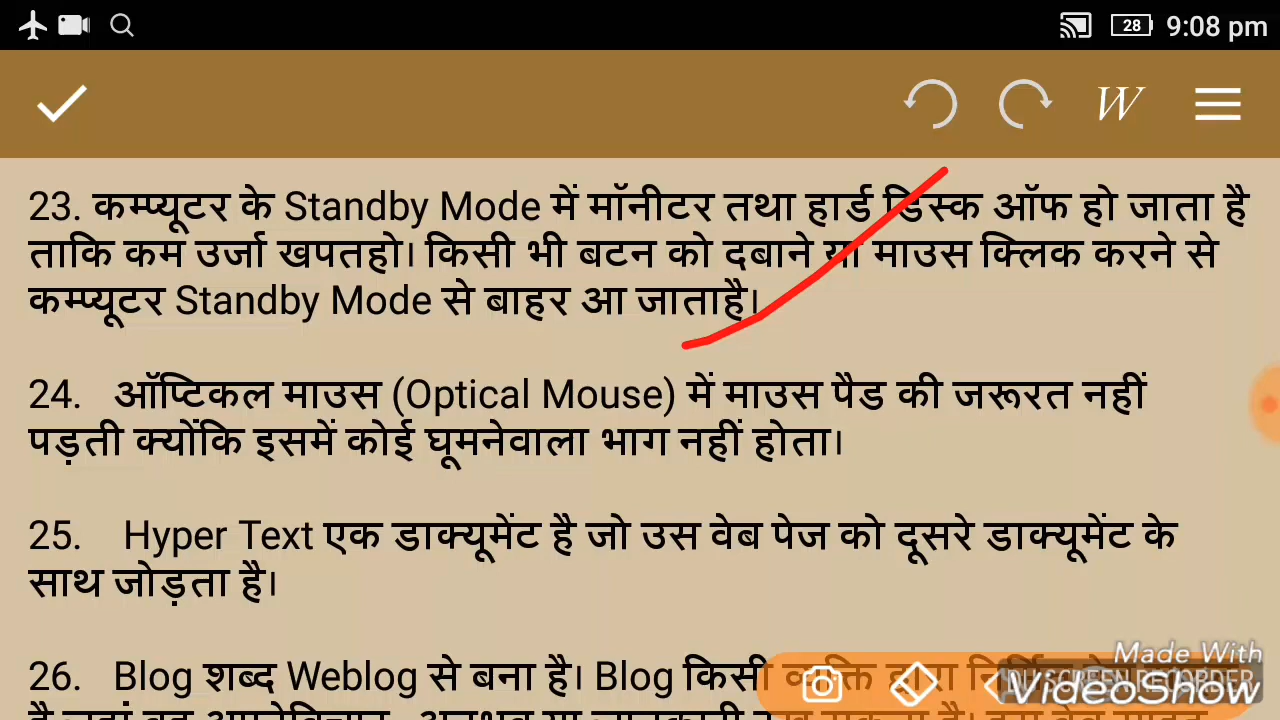 28 9:08 pm
W
23. कम्प्यूटर के Standby Mode में मॉनीटर तथा हार्ड डिस्क ऑफ हो जाता है
ताकि कम उर्जा खपतहो। किसी भी बटन को दबाने या माउस क्लिक करने से
कम्प्यूटर Standby Mode से बाहर आ जाताहै।
24. ऑप्टिकल माउस (Optical Mouse) में माउस पैड की जरूरत नहीं
पड़ती क्योंकि इसमें कोई घूमनेवाला भाग नहीं होता।
25. Hyper Text एक डाक्यूमेंट है जो उस वेब पेज को दूसरे डाक्यूमेंट के
साथ जोड़ता है।
26. Blog शब्द Weblog से बना है। Blog किसी व्यक्ति द्वारा
Made With
VideoShow